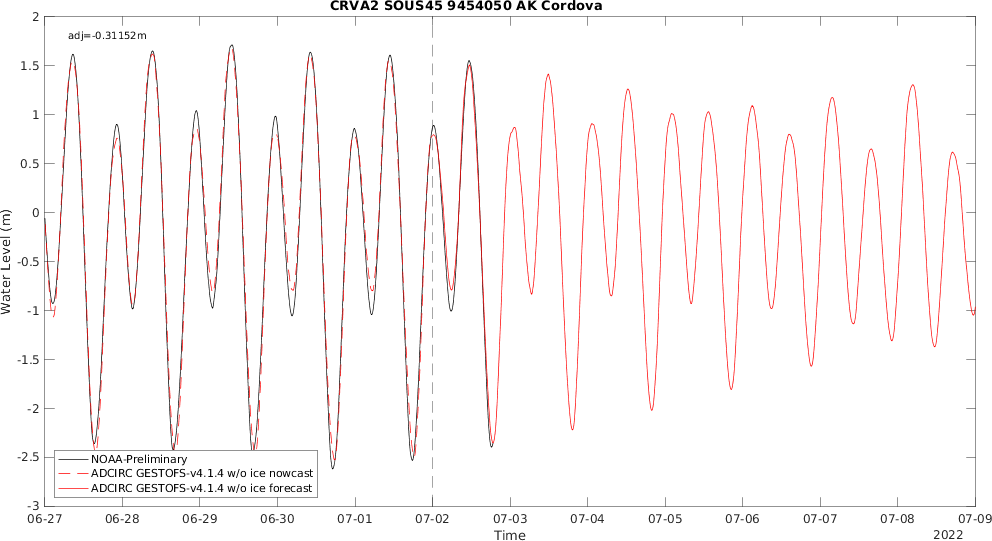 CRVA2 SOUS45 9454050 AK Cordova
adj=-0.31152m
2
1.5
1
0.5
0
-0.5
-1
-1.5
-2
-2.5
-3
Water Level (m)
NOAA-Preliminary
ADCIRC GESTOFS-v4.1.4 w/o ice nowcast
ADCIRC GESTOFS-v4.1.4 w/o ice forecast
06-27 06-28 06-29 06-30 07-01 07-02 07-03 07-04 07-05 07-06 07-07 07-08 07-09
Time
2022